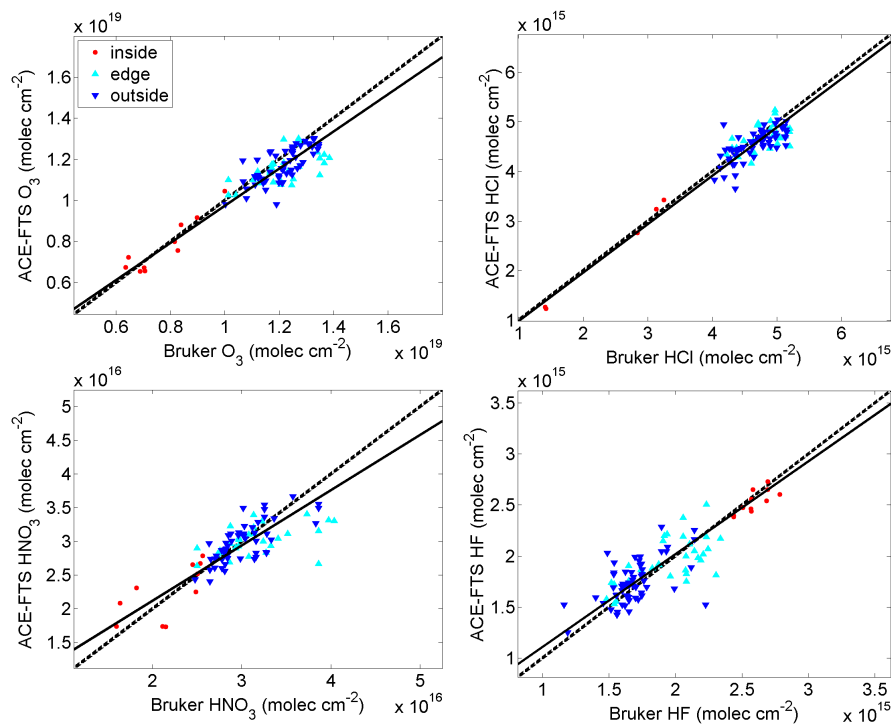 x 10^19
1.6
1.4
1.2
1
0.8
0.6
ACE-FTS O_3 (molec cm^-2)
inside
edge
outside
0.6 0.8 1 1.2 1.4 1.6
Bruker O_3 (molec cm^-2)
x 10^19
x 10^15
6
5
4
3
2
1
ACE-FTS HCl (molec cm^-2)
1 2 3 4 5 6
Bruker HCl (molec cm^-2)
x 10^15
x 10^16
5
4.5
4
3.5
3
2.5
2
1.5
ACE-FTS HNO_3 (molec cm^-2)
2 3 4 5
Bruker HNO_3 (molec cm^-2)
x 10^16
x 10^15
3.5
3
2.5
2
1.5
1
ACE-FTS HF (molec cm^-2)
1 1.5 2 2.5 3 3.5
Bruker HF (molec cm^-2)
x 10^15